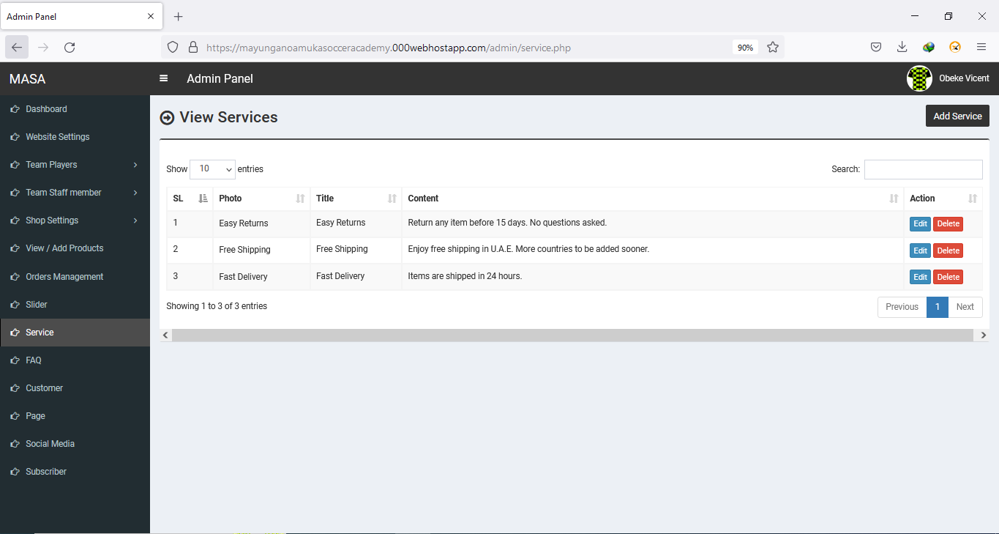 Admin Panel
https://mayunganoamukasocceracademy.000webhostapp.com/admin/service.php
90%
MASA
Admin Panel
Obeke Vicent
Dashboard
Website Settings
Team Players
Team Staff member
Shop Settings
View / Add Products
Orders Management
Slider
Service
FAQ
Customer
Page
Social Media
Subscriber
View Services
Add Service
Show 10 entries
Search:
SL Photo Title Content Action
1 Easy Returns Easy Returns Return any item before 15 days. No questions asked. Edit Delete
2 Free Shipping Free Shipping Enjoy free shipping in U.A.E. More countries to be added sooner. Edit Delete
3 Fast Delivery Fast Delivery Items are shipped in 24 hours. Edit Delete
Showing 1 to 3 of 3 entries
Previous 1 Next